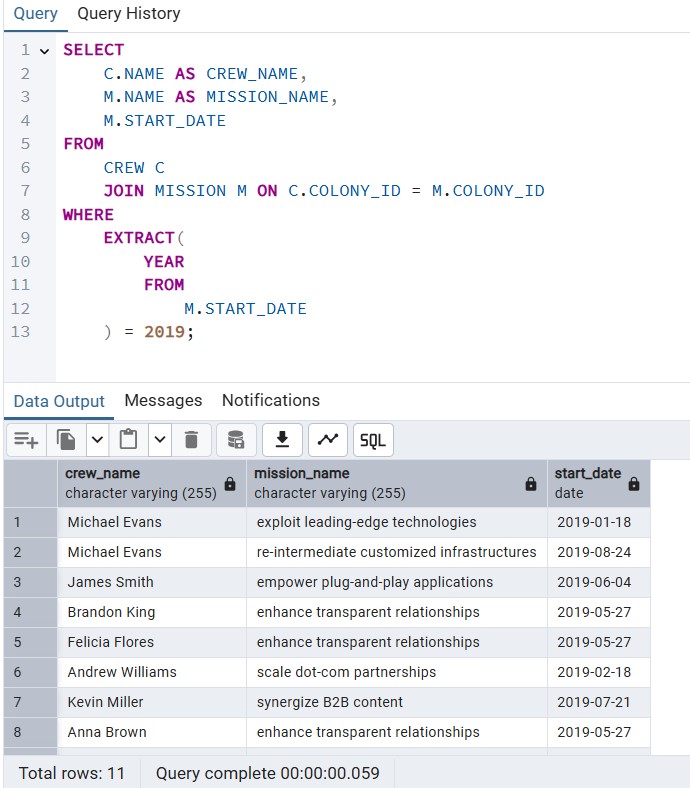 Query Query History
1 SELECT
2 C.NAME AS CREW_NAME,
3 M.NAME AS MISSION_NAME,
4 M.START_DATE
5 FROM
6 CREW C
7 JOIN MISSION M ON C.COLONY_ID = M.COLONY_ID
8 WHERE
9 EXTRACT(
10 YEAR
11 FROM
12 M.START_DATE
13 ) = 2019;
Data Output Messages Notifications
SQL
crew_name mission_name start_date
character varying (255) character varying (255) date
1 Michael Evans exploit leading-edge technologies 2019-01-18
2 Michael Evans re-intermediate customized infrastructures 2019-08-24
3 James Smith empower plug-and-play applications 2019-06-04
4 Brandon King enhance transparent relationships 2019-05-27
5 Felicia Flores enhance transparent relationships 2019-05-27
6 Andrew Williams scale dot-com partnerships 2019-02-18
7 Kevin Miller synergize B2B content 2019-07-21
8 Anna Brown enhance transparent relationships 2019-05-27
Total rows: 11 Query complete 00:00:00.059